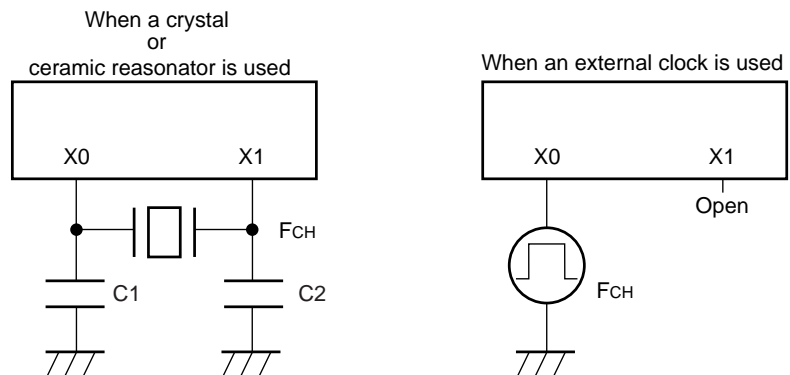 When a crystal
or
ceramic reasonator is used
X0
X1
FCH
C1
C2
When an external clock is used
X0
X1
Open
FCH